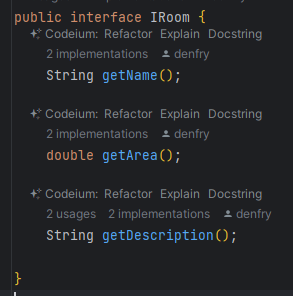 public interface IRoom {
Codeium: Refactor Explain Docstring
2 implementations denfry
String getName();
Codeium: Refactor Explain Docstring
2 implementations denfry
double getArea();
Codeium: Refactor Explain Docstring
2 usages 2 implementations denfry
String getDescription();
}